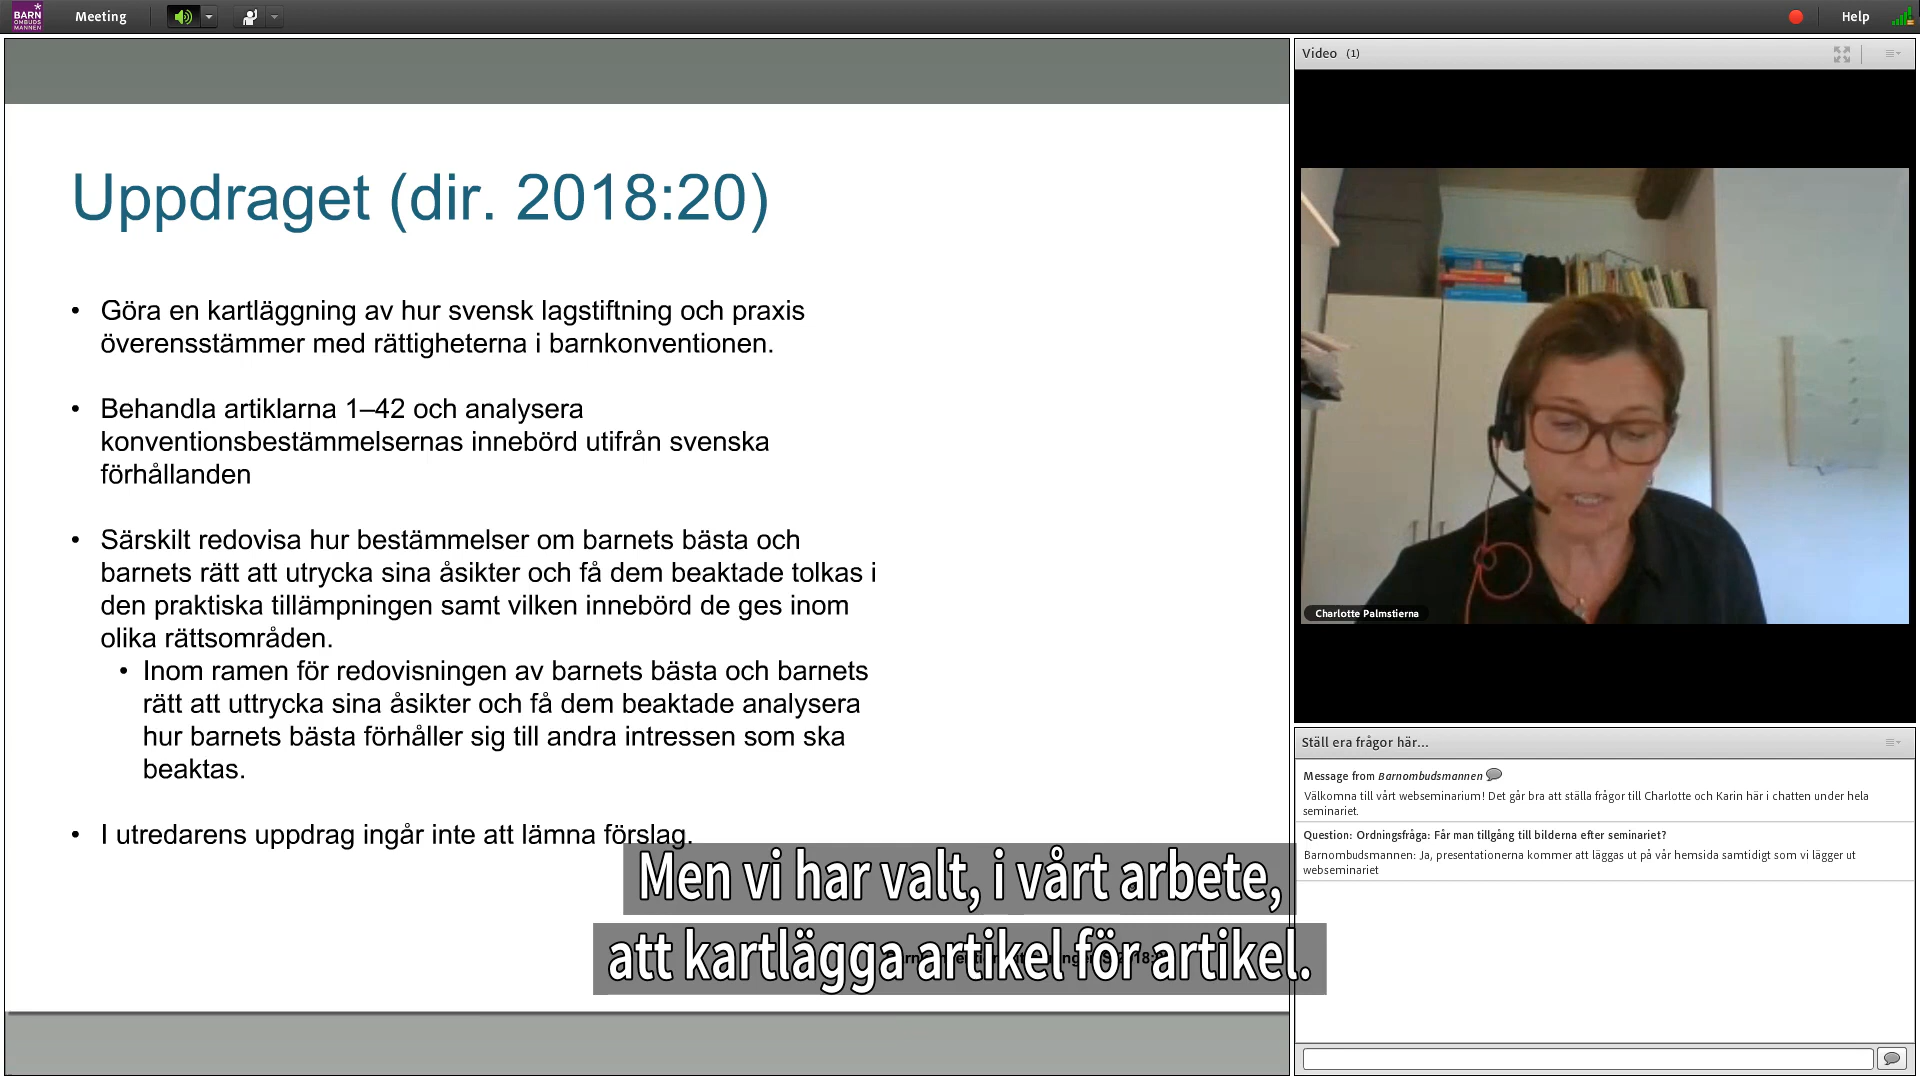 BARN
OMBUDS
MANNEN
Meeting
Help
Uppdraget (dir. 2018:20)
• Göra en kartläggning av hur svensk lagstiftning och praxis
överensstämmer med rättigheterna i barnkonventionen.
• Behandla artiklarna 1–42 och analysera
konventionsbestämmelsernas innebörd utifrån svenska
förhållanden
• Särskilt redovisa hur bestämmelser om barnets bästa och
barnets rätt att utrycka sina åsikter och få dem beaktade tolkas i
den praktiska tillämpningen samt vilken innebörd de ges inom
olika rättsområden.
• Inom ramen för redovisningen av barnets bästa och barnets
rätt att uttrycka sina åsikter och få dem beaktade analysera
hur barnets bästa förhåller sig till andra intressen som ska
beaktas.
• I utredarens uppdrag ingår inte att lämna förslag.
Men vi har valt, i vårt arbete,
att kartlägga artikel för artikel.
Video (1)
Charlotte Palmstierna
Ställ era frågor här...
Message from Barnombudsmannen
Välkomna till vårt webseminarium! Det går bra att ställa frågor till Charlotte och Karin här i chatten under hela
seminariet.
Question: Ordningsfråga: Får man tillgång till bilderna efter seminariet?
Barnombudsmannen: Ja, presentationerna kommer att läggas ut på vår hemsida samtidigt som vi lägger ut
webseminariet